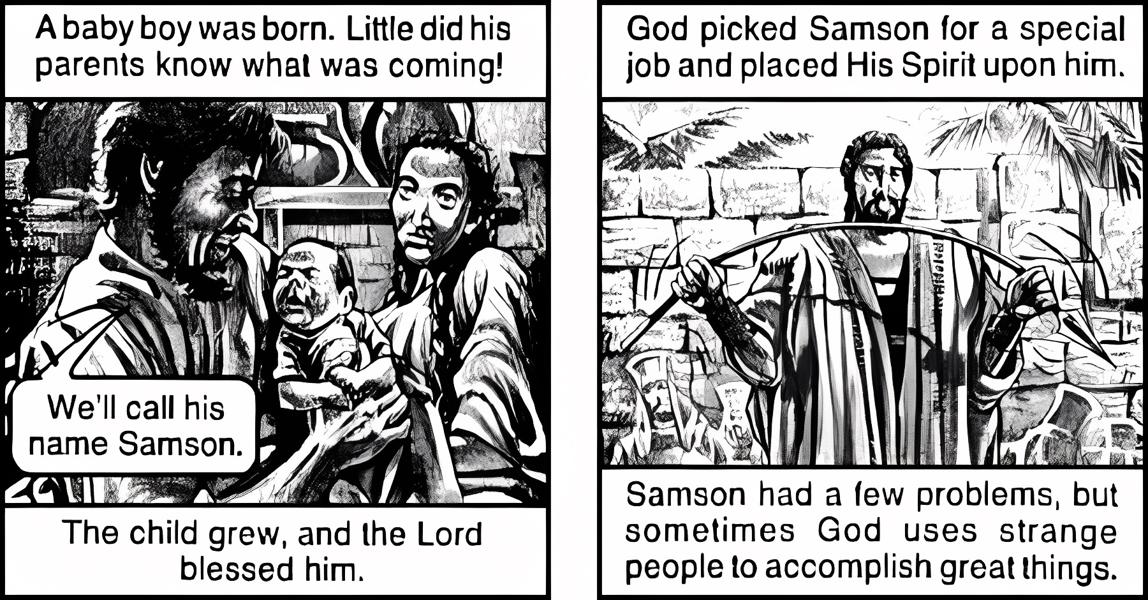 A baby boy was born. Little did his
parents know what was coming!
We'll call his
name Samson.
The child grew, and the Lord
blessed him.
God picked Samson for a special
job and placed His Spirit upon him.
Samson had a few problems, but
sometimes God uses strange
people to accomplish great things.